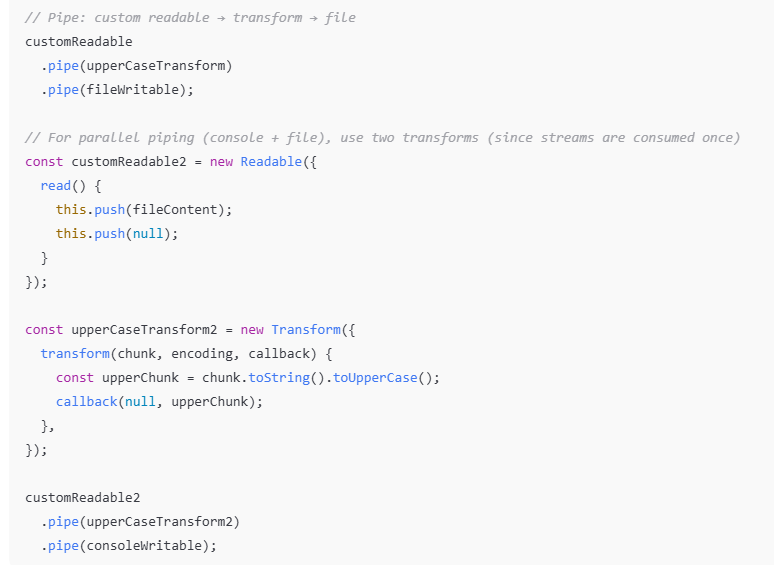 // Pipe: custom readable → transform → file
customReadable
  .pipe(upperCaseTransform)
  .pipe(fileWritable);

// For parallel piping (console + file), use two transforms (since streams are consumed once)
const customReadable2 = new Readable({
  read() {
    this.push(fileContent);
    this.push(null);
  }
});

const upperCaseTransform2 = new Transform({
  transform(chunk, encoding, callback) {
    const upperChunk = chunk.toString().toUpperCase();
    callback(null, upperChunk);
  },
});

customReadable2
  .pipe(upperCaseTransform2)
  .pipe(consoleWritable);